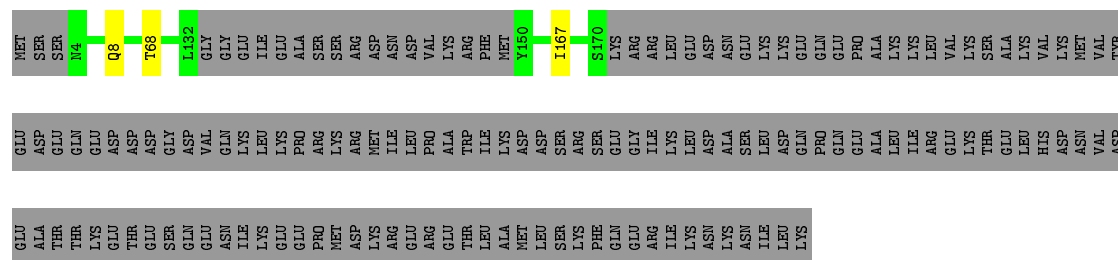 MET SER SER N4 Q8 T68 L132 GLY GLY GLU ILE GLU ALA SER SER ARG ASP ASN ASP VAL LYS ARG PHE MET Y150 I167 S170 LYS ARG ARG LEU GLU ASP ASN GLU LYS LYS GLU GLN GLU PRO ALA LYS LYS LEU VAL LYS SER ALA LYS VAL LYS MET VAL THR
GLU ASP GLU GLN GLU ASP ASP ASP GLY ASP VAL GLN LYS LEU LYS PRO ARG LYS ARG MET ILE LEU PRO ALA TRP ILE LYS ASP ASP SER ARG SER GLU GLY ILE LYS LEU ASP ALA SER LEU ASP GLN PRO GLN GLU ALA LEU ILE ARG GLU LYS THR GLU LEU HIS ASP ASN VAL ASP
GLU ALA THR THR LYS GLU THR GLU SER GLN GLU ASN ILE LYS GLU GLU PRO MET ASP LYS ARG GLU ARG GLU THR LEU ALA MET LEU SER LYS PHE GLN GLU ARG ILE LYS ASN LYS ASN ILE LEU LYS